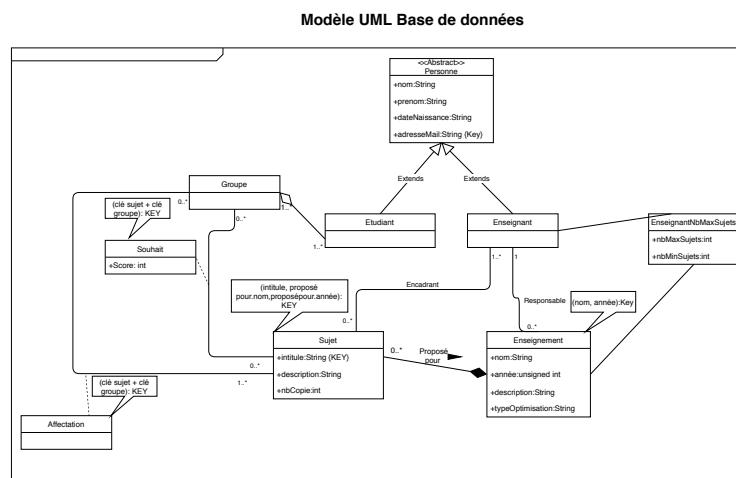 Modèle UML Base de données
<<Abstract>>
Personne
+nom:String
+prenom:String
+dateNaissance:String
+adresseMail:String {Key}
Extends
Extends
Groupe
0..*
0..*
1..*
1..*
(clé sujet + clé
groupe): KEY
Souhait
+Score: int
Etudiant
Enseignant
EnseignantNbMaxSujets
+nbMaxSujets:int
+nbMinSujets:int
1..*
1
Encadrant
Responsable
(intitule, proposé
pour.nom,proposépour.année):
KEY
(nom, année):Key
0..*
0..*
Sujet
+intitule:String {KEY}
+description:String
+nbCopie:int
0..*
Proposé
pour
Enseignement
+nom:String
+année:unsigned int
+description:String
+typeOptimisation:String
0..*
1..*
(clé sujet + clé
groupe): KEY
Affectation